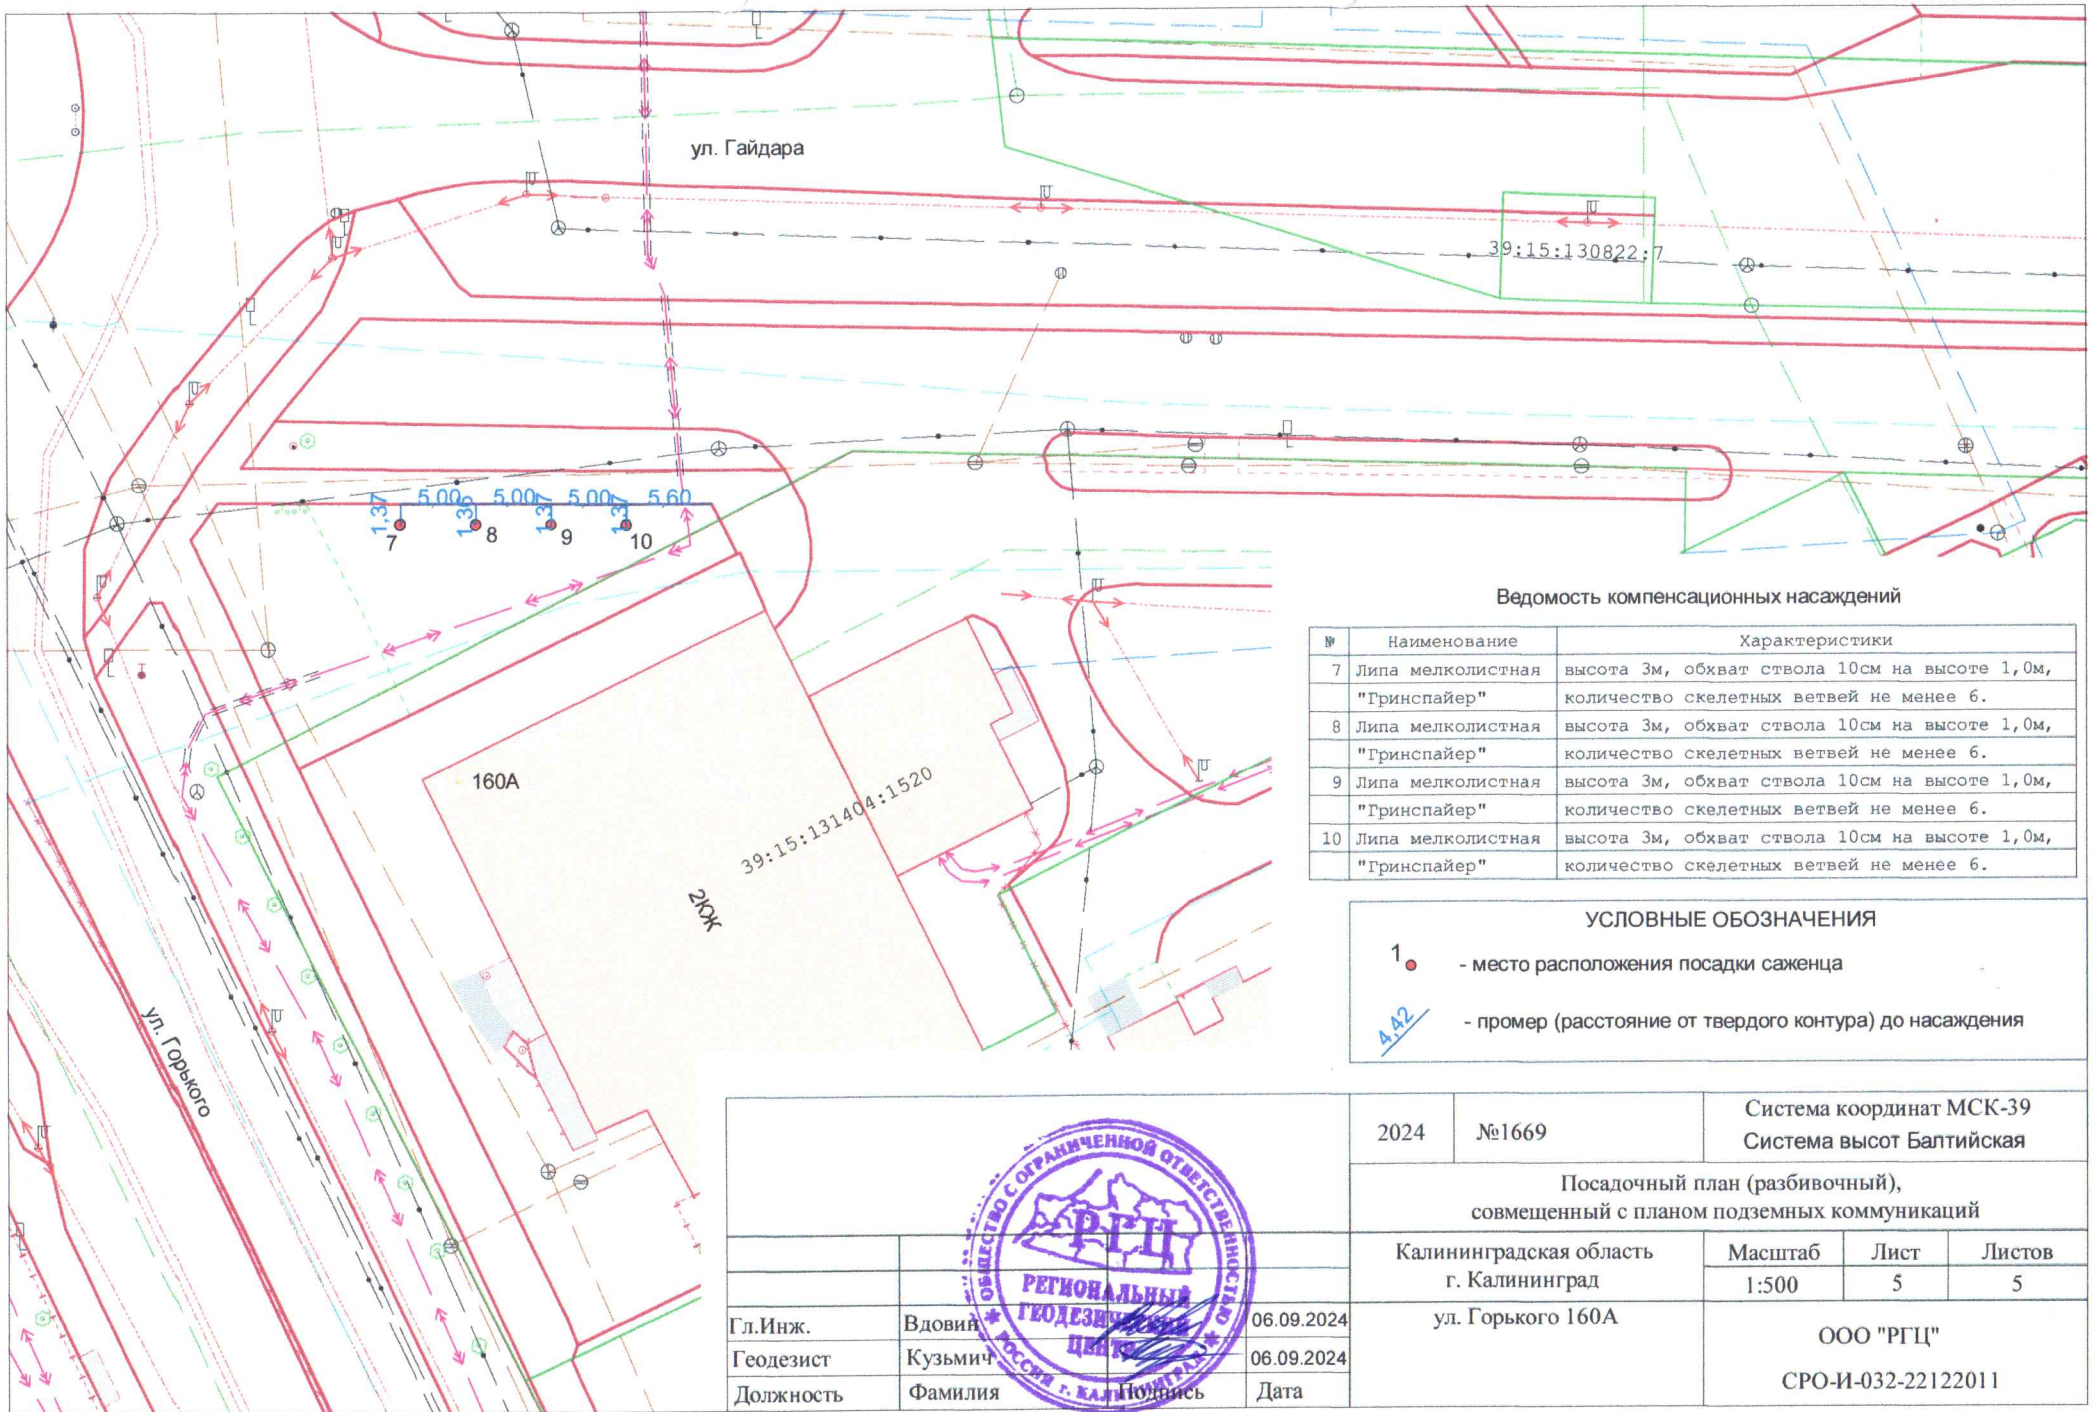 ул. Гайдара
39:15:130822:7
5,00 5,00 5,00 5,60
1,37 1,36 1,37 1,37
7 8 9 10
160А
39:15:131404:1520
2КЖ
ул. Горького
Ведомость компенсационных насаждений
№ Наименование Характеристики
7 Липа мелколистная высота 3м, обхват ствола 10см на высоте 1,0м,
"Гринспайер" количество скелетных ветвей не менее 6.
8 Липа мелколистная высота 3м, обхват ствола 10см на высоте 1,0м,
"Гринспайер" количество скелетных ветвей не менее 6.
9 Липа мелколистная высота 3м, обхват ствола 10см на высоте 1,0м,
"Гринспайер" количество скелетных ветвей не менее 6.
10 Липа мелколистная высота 3м, обхват ствола 10см на высоте 1,0м,
"Гринспайер" количество скелетных ветвей не менее 6.
УСЛОВНЫЕ ОБОЗНАЧЕНИЯ
1 - место расположения посадки саженца
4,42 - промер (расстояние от твердого контура) до насаждения
2024 №1669 Система координат МСК-39
Система высот Балтийская
Посадочный план (разбивочный),
совмещенный с планом подземных коммуникаций
Калининградская область
г. Калининград
Масштаб Лист Листов
1:500 5 5
ул. Горького 160А
ООО "РГЦ"
СРО-И-032-22122011
Гл.Инж. Вдовин 06.09.2024
Геодезист Кузьмич 06.09.2024
Должность Фамилия Подпись Дата
ОБЩЕСТВО С ОГРАНИЧЕННОЙ ОТВЕТСТВЕННОСТЬЮ
РГЦ
РЕГИОНАЛЬНЫЙ
ГЕОДЕЗИЧЕСКИЙ
ЦЕНТР
РОССИЯ г. КАЛИНИНГРАД